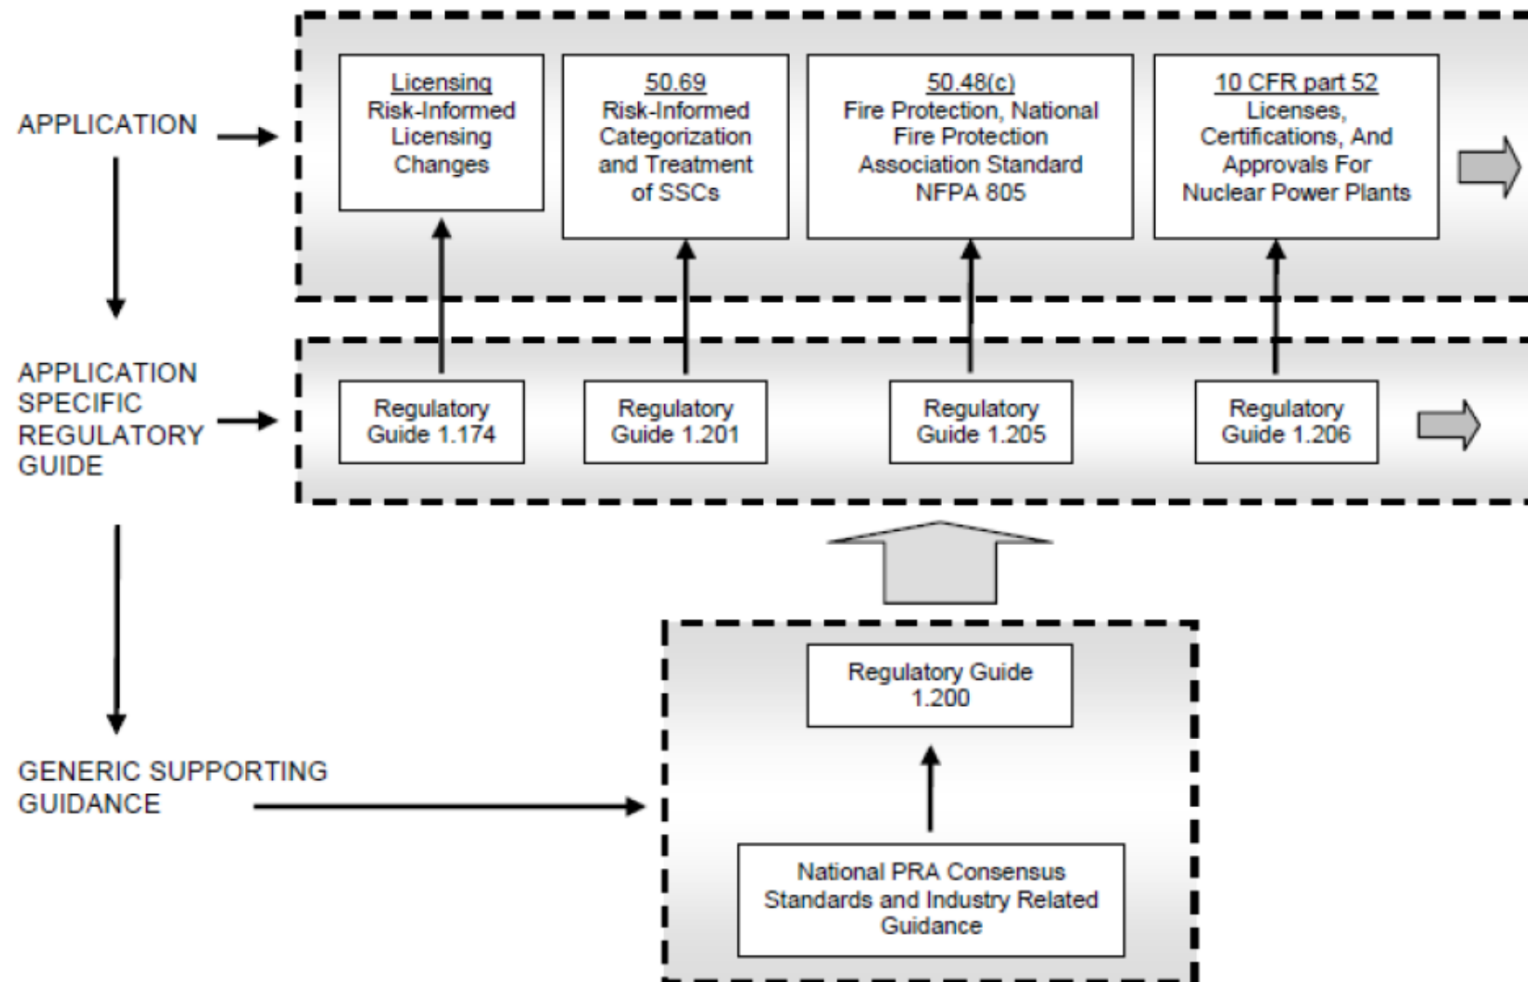 APPLICATION
Licensing
Risk-Informed
Licensing
Changes
50.69
Risk-Informed
Categorization
and Treatment
of SSCs
50.48(c)
Fire Protection, National
Fire Protection
Association Standard
NFPA 805
10 CFR part 52
Licenses,
Certifications, And
Approvals For
Nuclear Power Plants
APPLICATION
SPECIFIC
REGULATORY
GUIDE
Regulatory
Guide 1.174
Regulatory
Guide 1.201
Regulatory
Guide 1.205
Regulatory
Guide 1.206
GENERIC SUPPORTING
GUIDANCE
Regulatory Guide
1.200
National PRA Consensus
Standards and Industry Related
Guidance